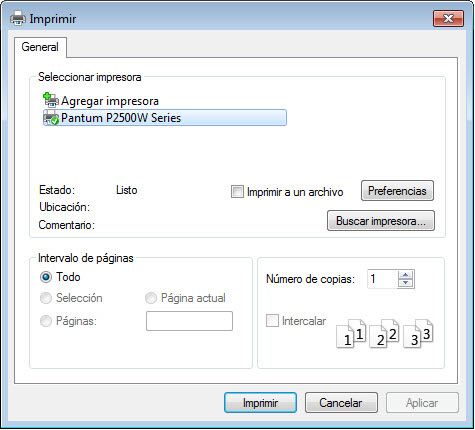 Imprimir
General
Seleccionar impresora
Agregar impresora
Pantum P2500W Series
Estado: Listo
Imprimir a un archivo
Preferencias
Ubicación:
Comentario:
Buscar impresora...
Intervalo de páginas
Todo
Selección
Página actual
Páginas:
Número de copias: 1
Intercalar
1 1 2 2 3 3
Imprimir
Cancelar
Aplicar